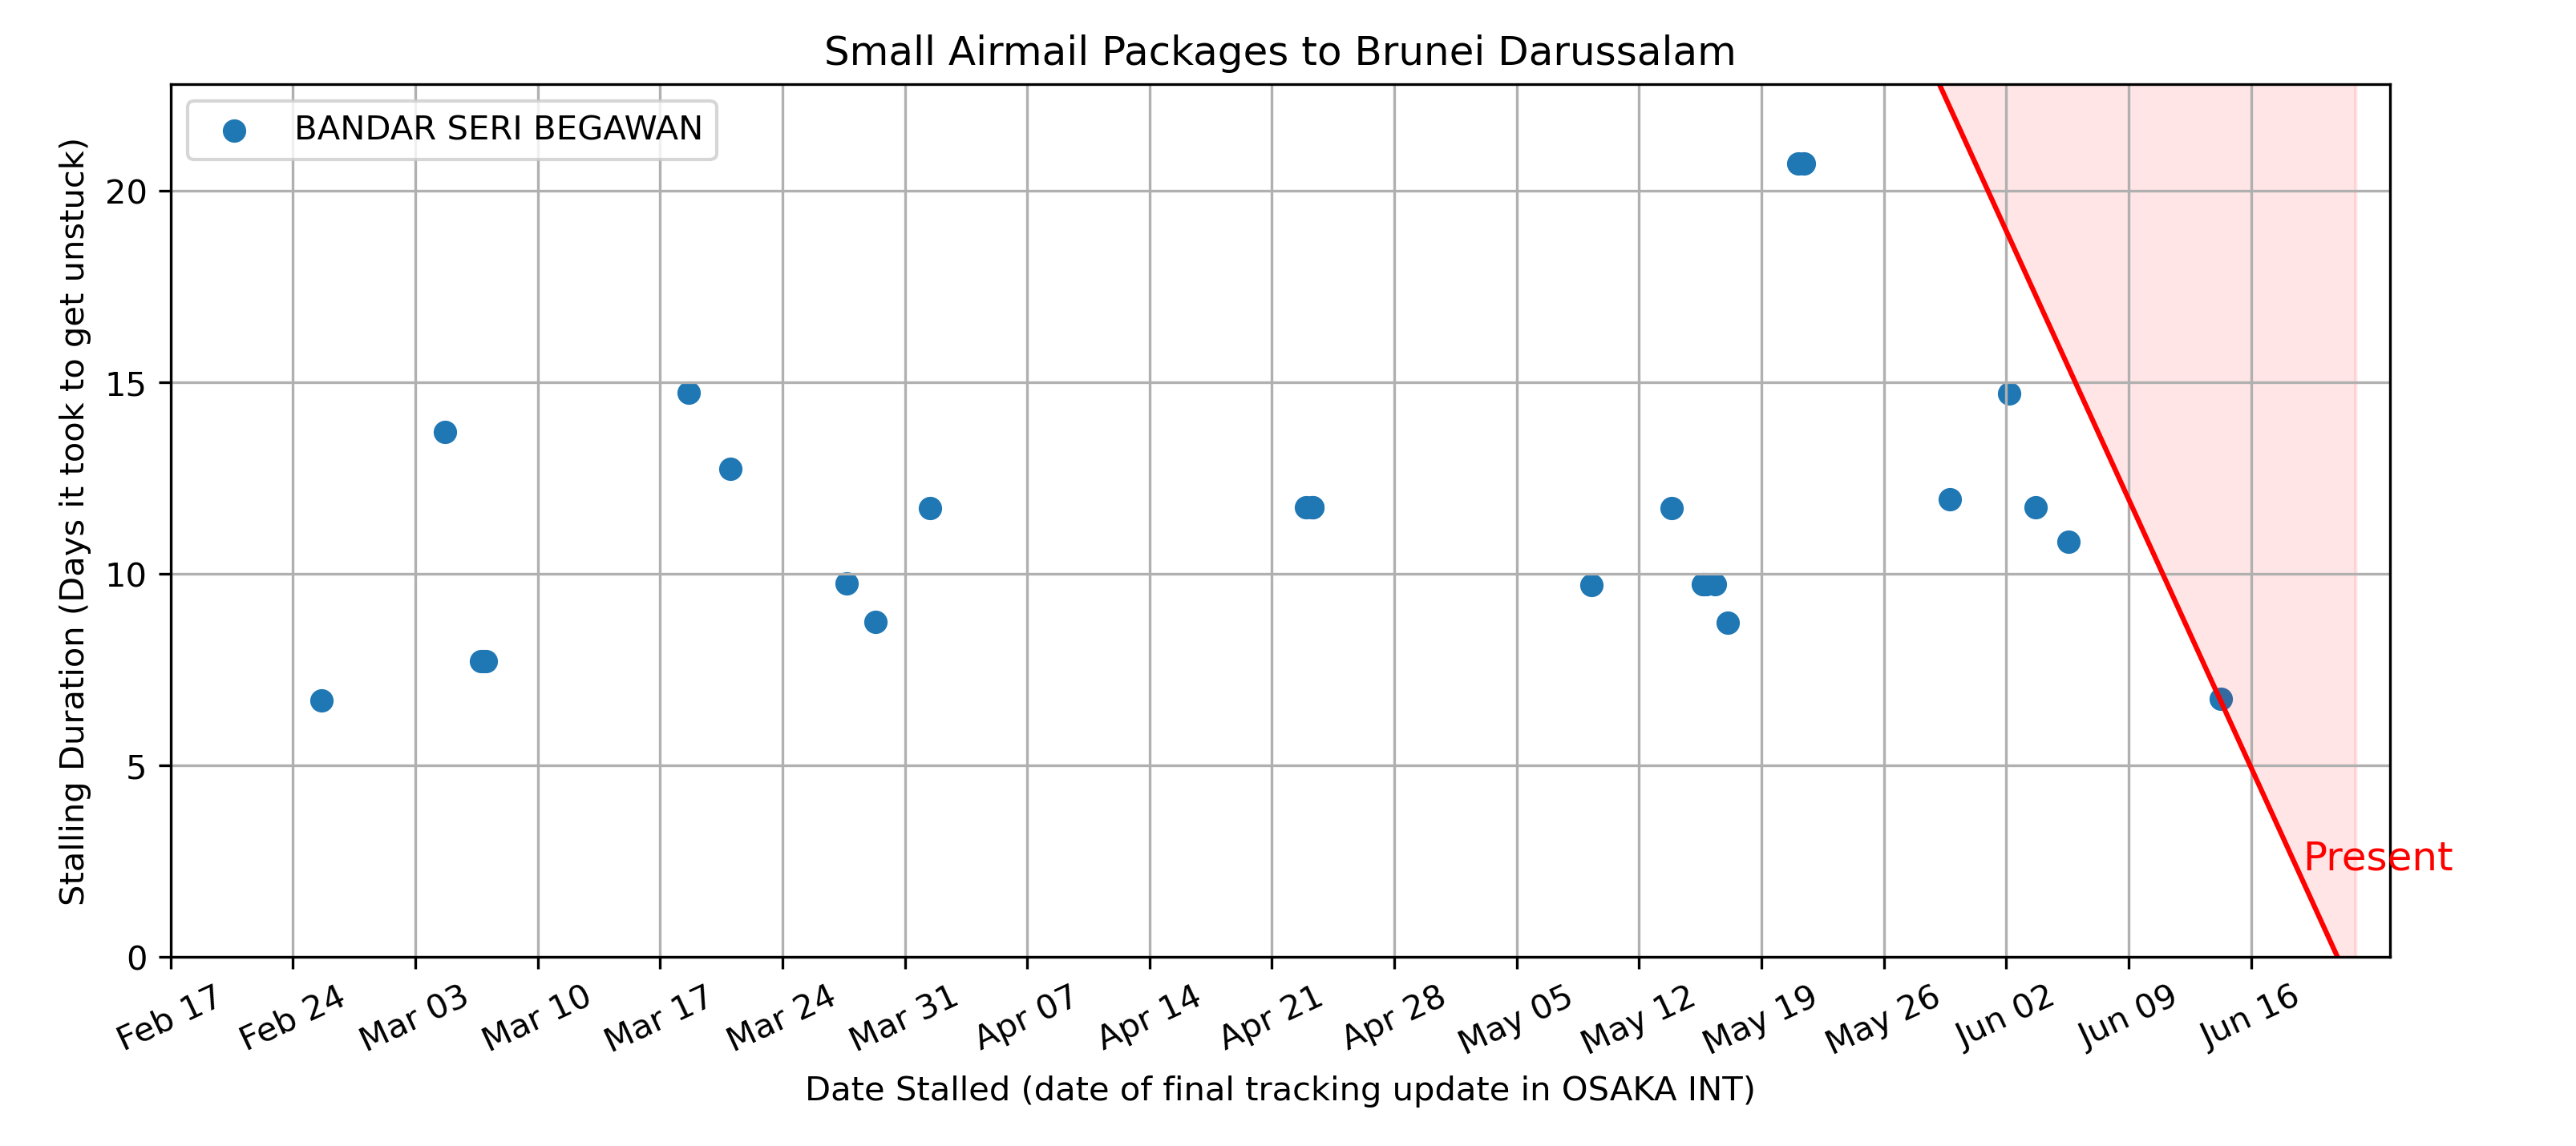 Small Airmail Packages to Brunei Darussalam
BANDAR SERI BEGAWAN
Stalling Duration (Days it took to get unstuck)
20
15
10
5
0
Present
Feb 17
Feb 24
Mar 03
Mar 10
Mar 17
Mar 24
Mar 31
Apr 07
Apr 14
Apr 21
Apr 28
May 05
May 12
May 19
May 26
Jun 02
Jun 09
Jun 16
Date Stalled (date of final tracking update in OSAKA INT)